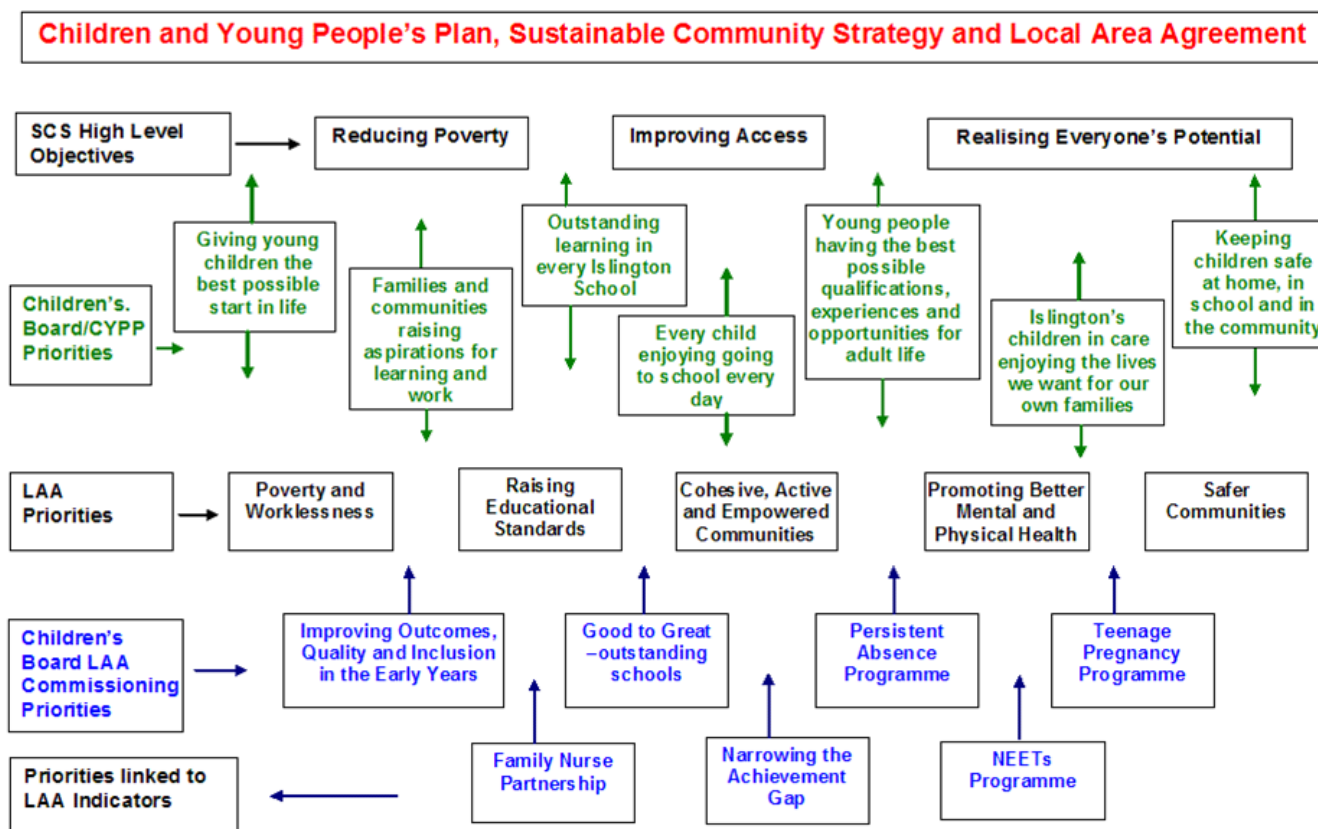 Children and Young People's Plan, Sustainable Community Strategy and Local Area Agreement
SCS High Level
Objectives
Reducing Poverty
Improving Access
Realising Everyone's Potential
Children's.
Board/CYPP
Priorities
Giving young
children the
best possible
start in life
Families and
communities
raising
aspirations for
learning and
work
Outstanding
learning in
every Islington
School
Every child
enjoying going
to school every
day
Young people
having the best
possible
qualifications,
experiences and
opportunities for
adult life
Islington's
children in care
enjoying the lives
we want for our
own families
Keeping
children safe
at home, in
school and in
the community
LAA
Priorities
Poverty and
Worklessness
Raising
Educational
Standards
Cohesive, Active
and Empowered
Communities
Promoting Better
Mental and
Physical Health
Safer
Communities
Children's
Board LAA
Commissioning
Priorities
Improving Outcomes,
Quality and Inclusion
in the Early Years
Good to Great
–outstanding
schools
Persistent
Absence
Programme
Teenage
Pregnancy
Programme
Family Nurse
Partnership
Narrowing the
Achievement
Gap
NEETs
Programme
Priorities linked to
LAA Indicators